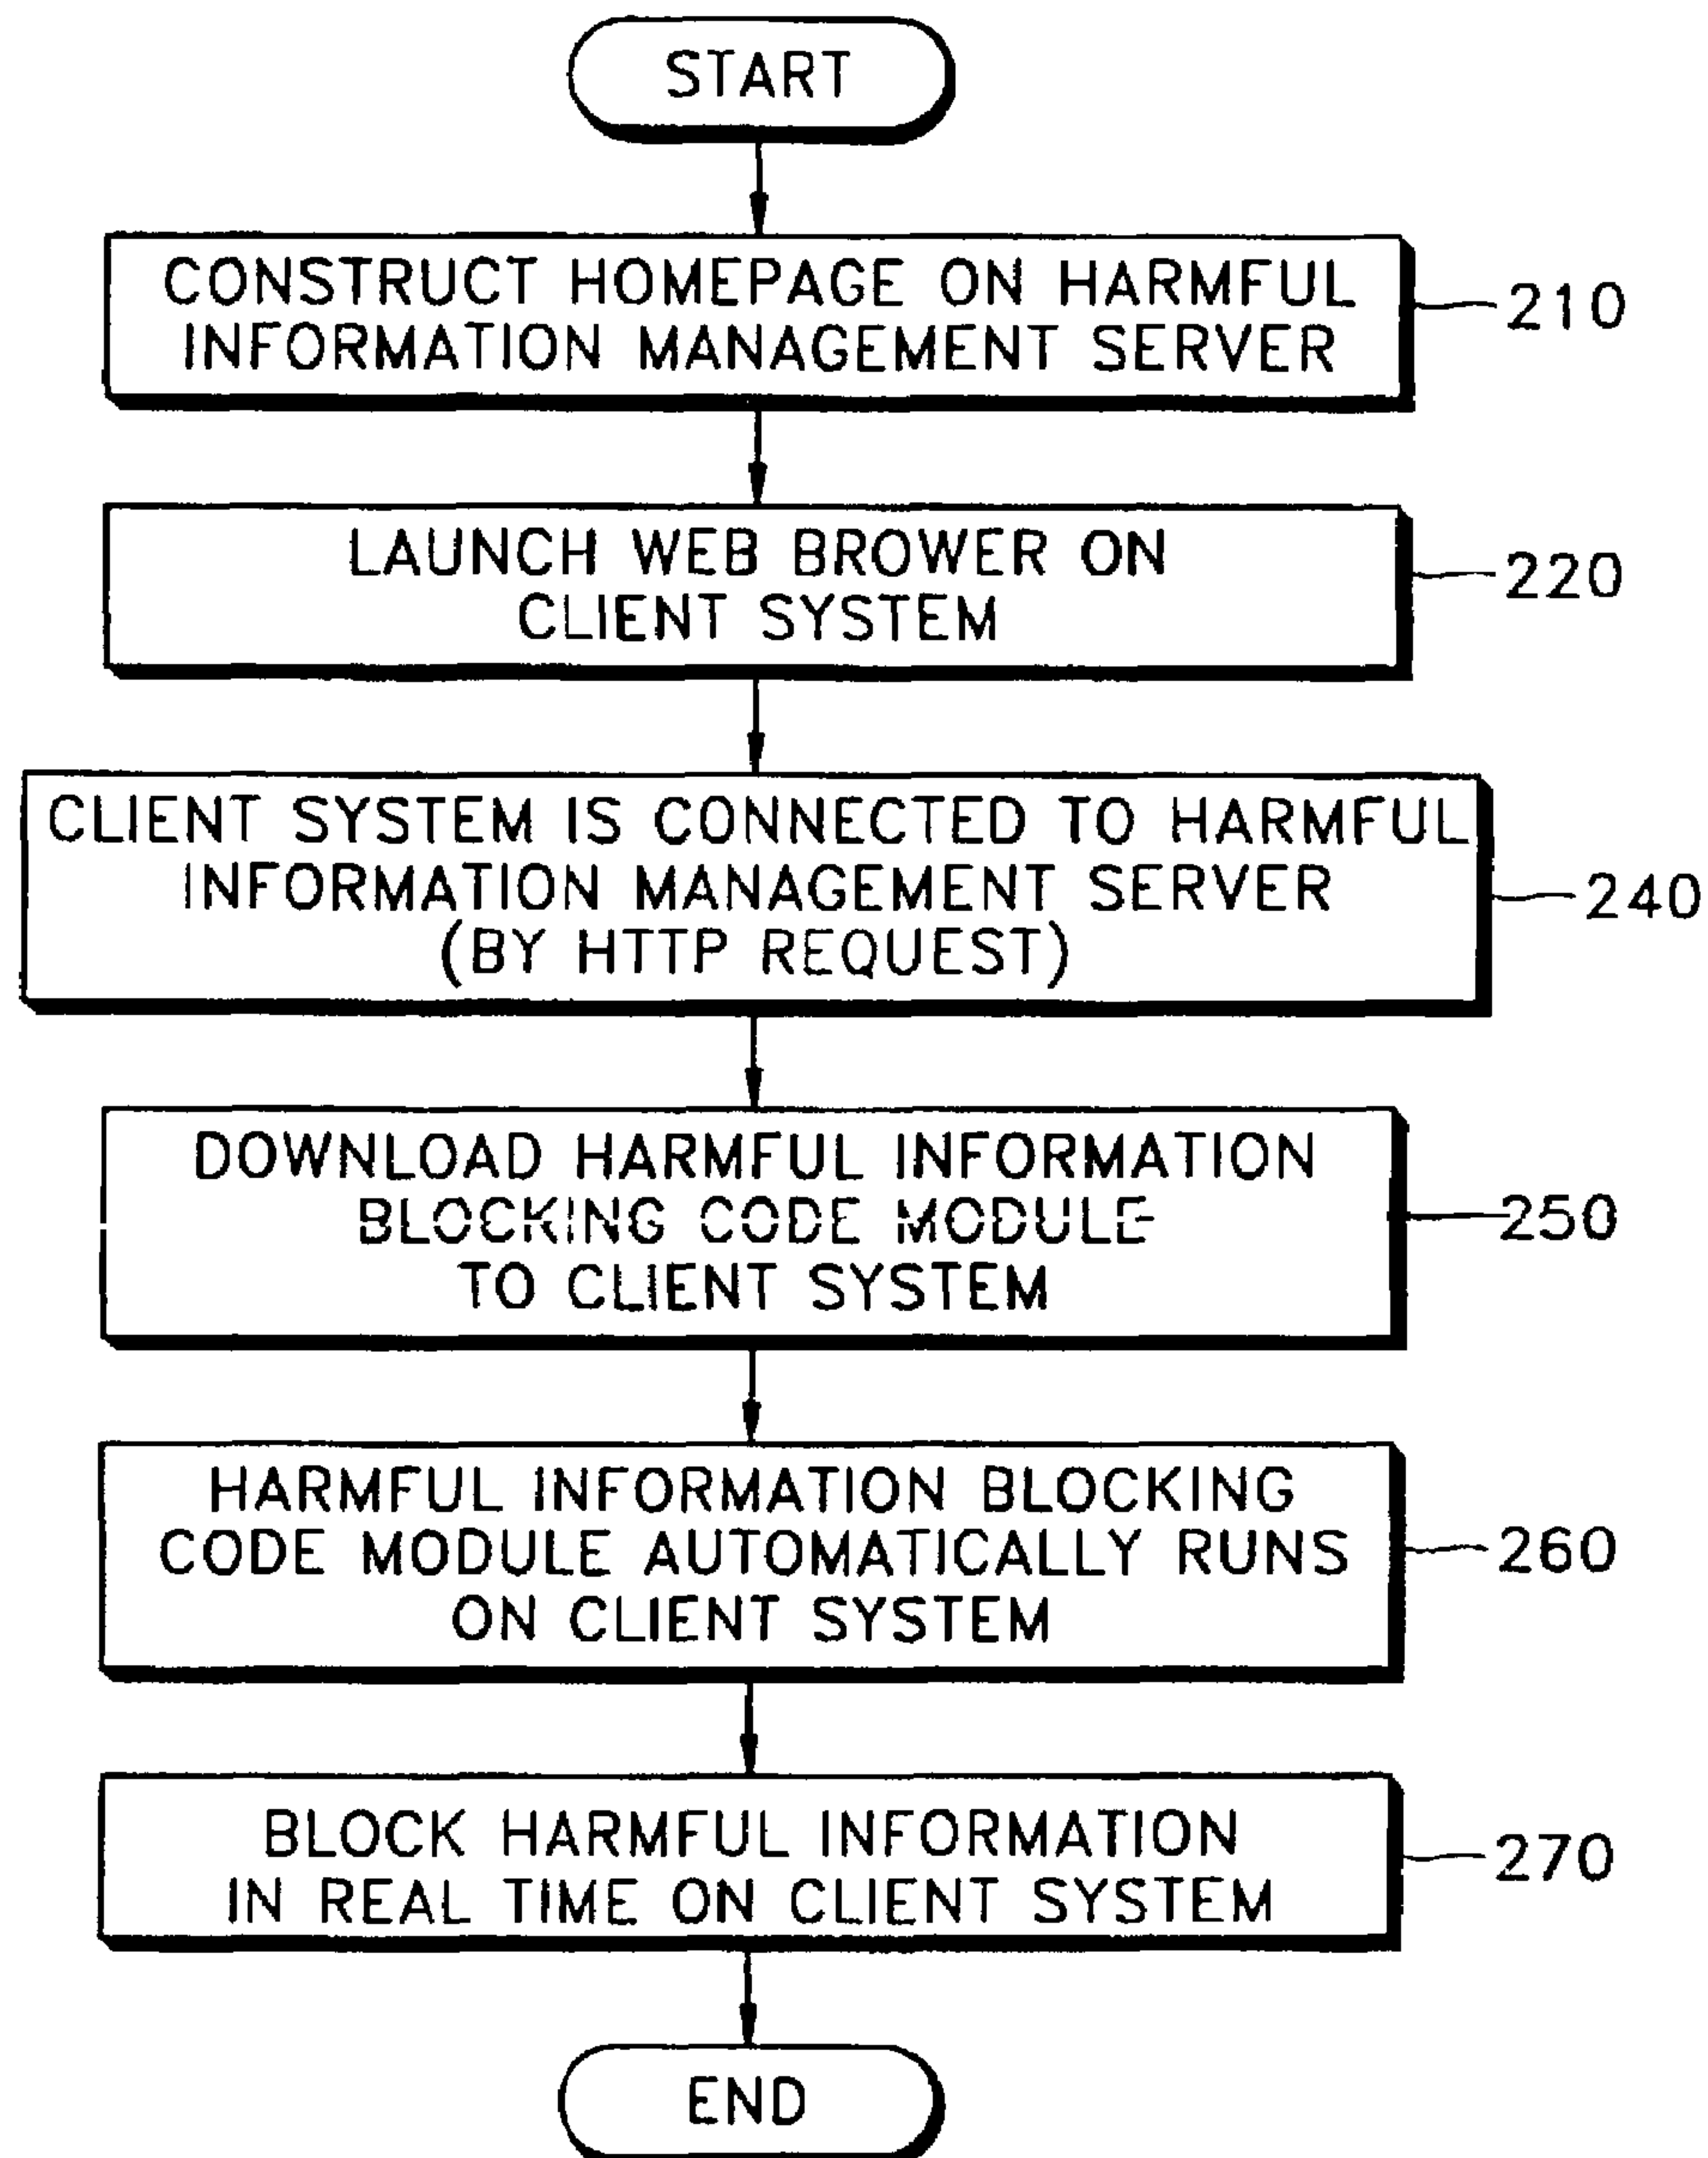 START
CONSTRUCT HOMEPAGE ON HARMFUL
INFORMATION MANAGEMENT SERVER
210
LAUNCH WEB BROWER ON
CLIENT SYSTEM
220
CLIENT SYSTEM IS CONNECTED TO HARMFUL
INFORMATION MANAGEMENT SERVER
(BY HTTP REQUEST)
240
DOWNLOAD HARMFUL INFORMATION
BLOCKING CODE MODULE
TO CLIENT SYSTEM
250
HARMFUL INFORMATION BLOCKING
CODE MODULE AUTOMATICALLY RUNS
ON CLIENT SYSTEM
260
BLOCK HARMFUL INFORMATION
IN REAL TIME ON CLIENT SYSTEM
270
END